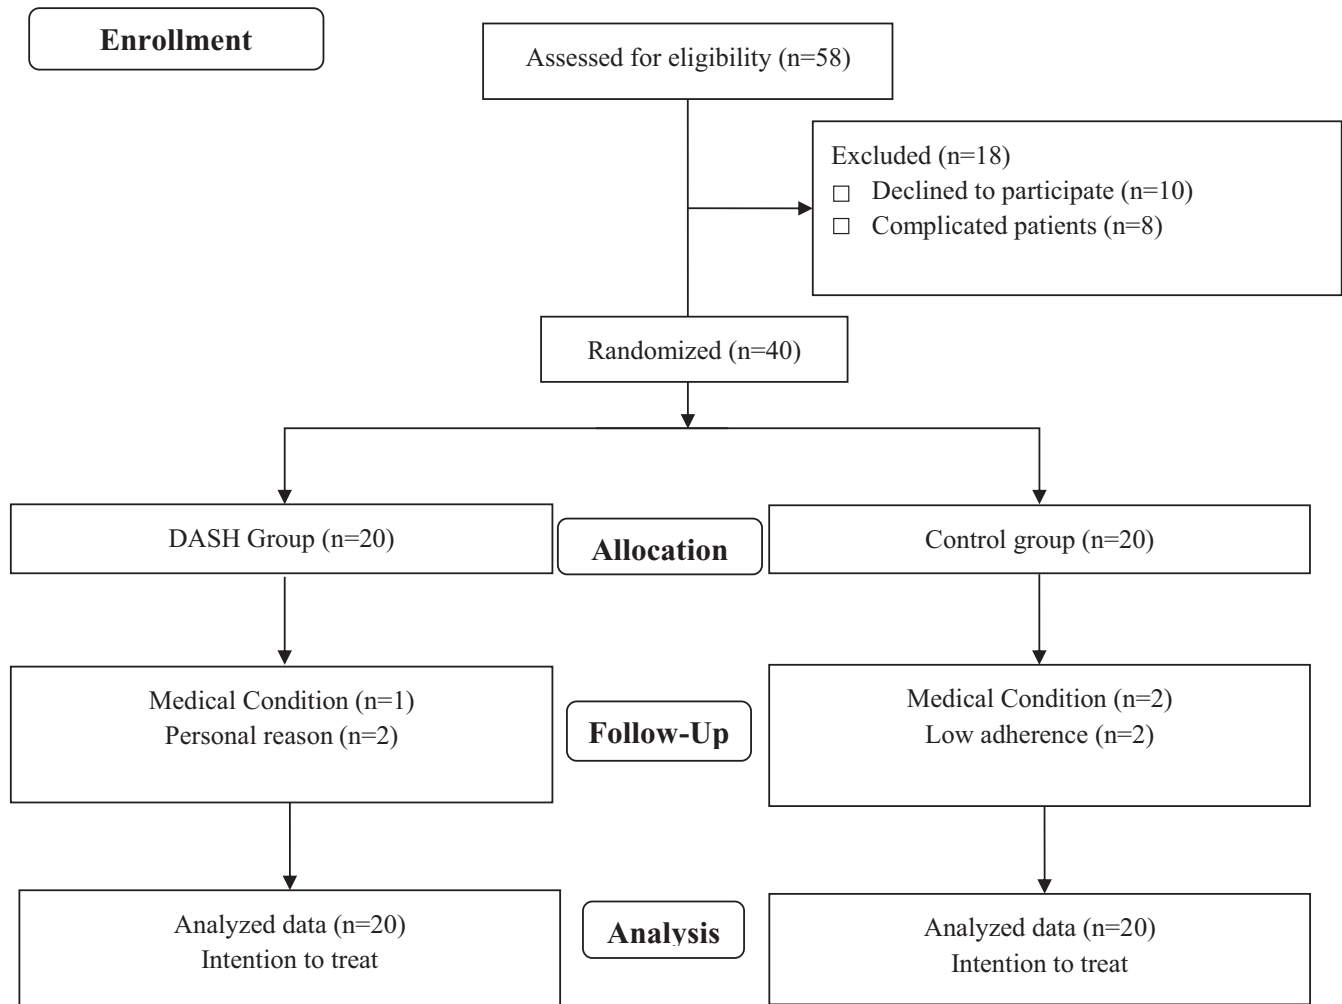 Enrollment
Assessed for eligibility (n=58)
Excluded (n=18)
□ Declined to participate (n=10)
□ Complicated patients (n=8)
Randomized (n=40)
DASH Group (n=20)
Allocation
Control group (n=20)
Medical Condition (n=1)
Personal reason (n=2)
Follow-Up
Medical Condition (n=2)
Low adherence (n=2)
Analyzed data (n=20)
Intention to treat
Analysis
Analyzed data (n=20)
Intention to treat